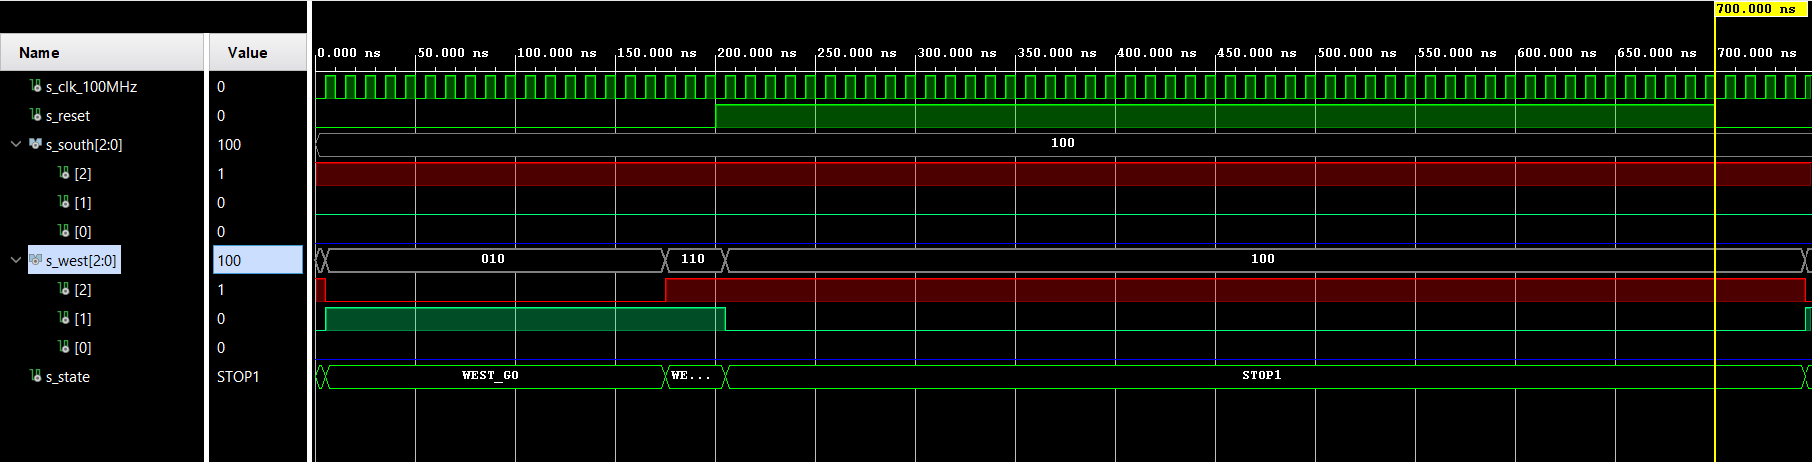 700.000 ns
Name Value 0.000 ns 50.000 ns 100.000 ns 150.000 ns 200.000 ns 250.000 ns 300.000 ns 350.000 ns 400.000 ns 450.000 ns 500.000 ns 550.000 ns 600.000 ns 650.000 ns 700.000 ns
s_clk_100MHz 0
s_reset 0
s_south[2:0] 100 100
[2] 1
[1] 0
[0] 0
s_west[2:0] 100 010 110 100
[2] 1
[1] 0
[0] 0
s_state STOP1 WEST_GO WE... STOP1